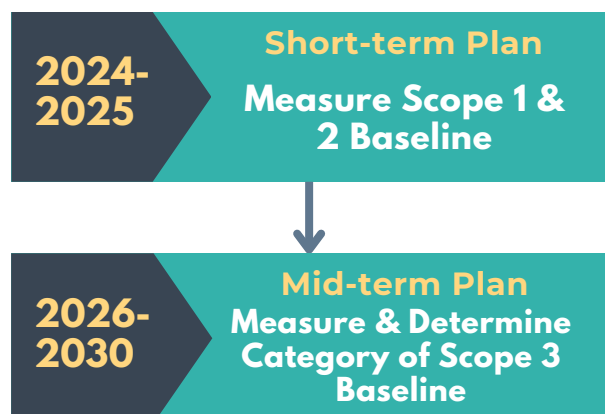 2024-
2025
Short-term Plan
Measure Scope 1 &
2 Baseline
2026-
2030
Mid-term Plan
Measure & Determine
Category of Scope 3
Baseline